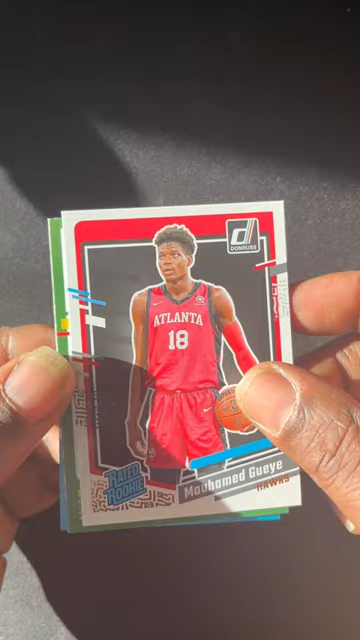 DONRUSS
ATLANTA
18
RATED
ROOKIE
Mouhamed Gueye
HAWKS